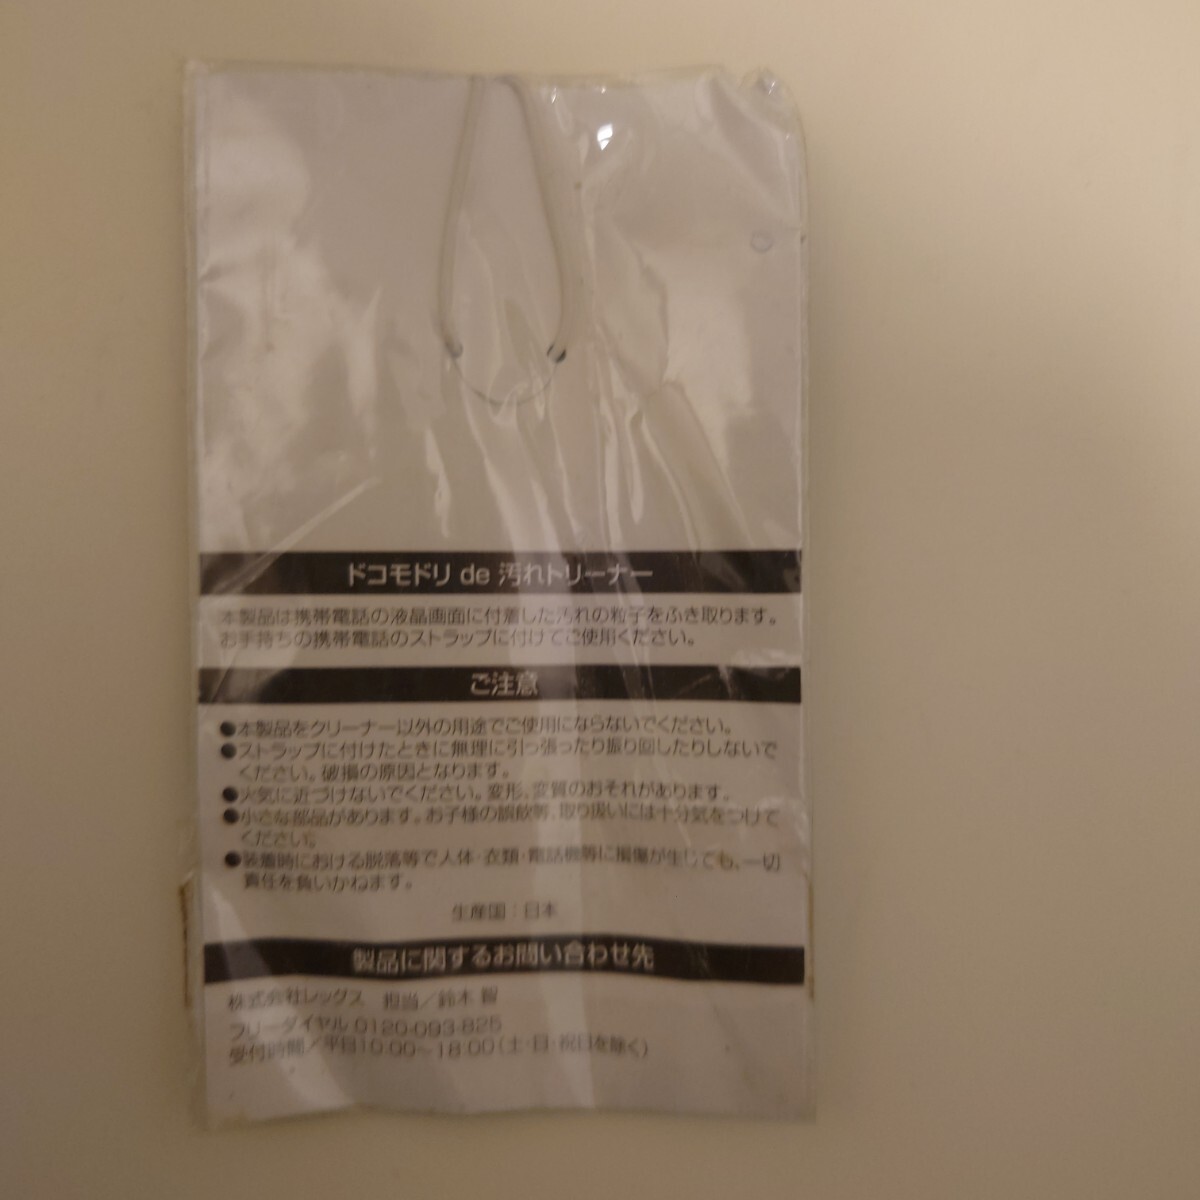 ドコモドリ de 汚れトリーナー
本製品は携帯電話の液晶画面に付着した汚れの粒子をふき取ります。
お手持ちの携帯電話のストラップに付けてご使用ください。
ご注意
●本製品をクリーナー以外の用途でご使用にならないでください。
●ストラップに付けたときに無理に引っ張ったり振り回したりしないで
ください。破損の原因となります。
●火気に近づけないでください。変形、変質のおそれがあります。
●小さな部品があります。お子様の誤飲等、取り扱いには十分気をつけて
ください。
●装着時における脱落等で人体・衣類・電話機等に損傷が生じても、一切
責任を負いかねます。
生産国：日本
製品に関するお問い合わせ先
株式会社レッグス 担当／鈴木 智
フリーダイヤル 0120-093-825
受付時間／平日10:00～18:00（土・日・祝日を除く）